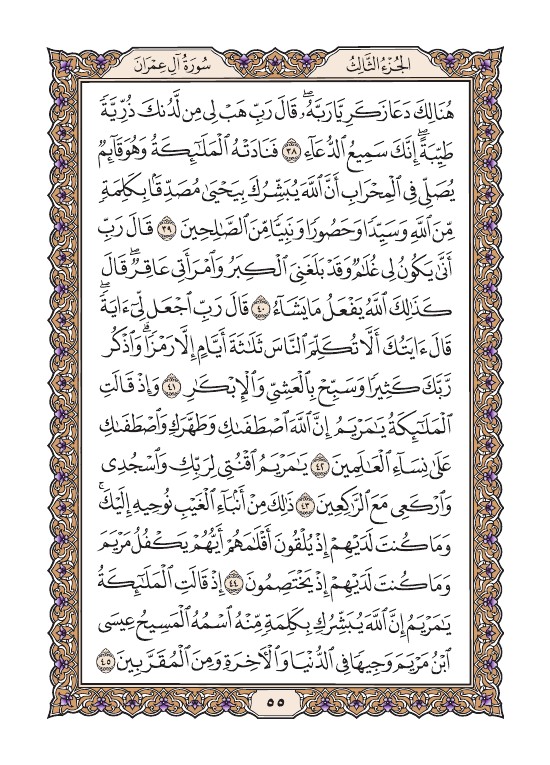 الجُزْءُ الثَّالِثُ سُورَةُ آلِ عِمْرَان
هُنَالِكَ دَعَا زَكَرِيَّا رَبَّهُۥۖ قَالَ رَبِّ هَبْ لِي مِن لَّدُنكَ ذُرِّيَّةٗ
طَيِّبَةًۖ إِنَّكَ سَمِيعُ ٱلدُّعَآءِ ٣٨ فَنَادَتْهُ ٱلْمَلَٰٓئِكَةُ وَهُوَ قَآئِمٞ
يُصَلِّي فِي ٱلْمِحْرَابِ أَنَّ ٱللَّهَ يُبَشِّرُكَ بِيَحْيَىٰ مُصَدِّقَۢا بِكَلِمَةٖ
مِّنَ ٱللَّهِ وَسَيِّدٗا وَحَصُورٗا وَنَبِيّٗا مِّنَ ٱلصَّٰلِحِينَ ٣٩ قَالَ رَبِّ
أَنَّىٰ يَكُونُ لِي غُلَٰمٞ وَقَدْ بَلَغَنِيَ ٱلْكِبَرُ وَٱمْرَأَتِي عَاقِرٞۖ قَالَ
كَذَٰلِكَ ٱللَّهُ يَفْعَلُ مَا يَشَآءُ ٤٠ قَالَ رَبِّ ٱجْعَل لِّيٓ ءَايَةٗۖ
قَالَ ءَايَتُكَ أَلَّا تُكَلِّمَ ٱلنَّاسَ ثَلَٰثَةَ أَيَّامٍ إِلَّا رَمْزٗاۗ وَٱذْكُر
رَّبَّكَ كَثِيرٗا وَسَبِّحْ بِٱلْعَشِيِّ وَٱلْإِبْكَٰرِ ٤١ وَإِذْ قَالَتِ
ٱلْمَلَٰٓئِكَةُ يَٰمَرْيَمُ إِنَّ ٱللَّهَ ٱصْطَفَىٰكِ وَطَهَّرَكِ وَٱصْطَفَىٰكِ
عَلَىٰ نِسَآءِ ٱلْعَٰلَمِينَ ٤٢ يَٰمَرْيَمُ ٱقْنُتِي لِرَبِّكِ وَٱسْجُدِي
وَٱرْكَعِي مَعَ ٱلرَّٰكِعِينَ ٤٣ ذَٰلِكَ مِنْ أَنۢبَآءِ ٱلْغَيْبِ نُوحِيهِ إِلَيْكَۚ
وَمَا كُنتَ لَدَيْهِمْ إِذْ يُلْقُونَ أَقْلَٰمَهُمْ أَيُّهُمْ يَكْفُلُ مَرْيَمَ
وَمَا كُنتَ لَدَيْهِمْ إِذْ يَخْتَصِمُونَ ٤٤ إِذْ قَالَتِ ٱلْمَلَٰٓئِكَةُ
يَٰمَرْيَمُ إِنَّ ٱللَّهَ يُبَشِّرُكِ بِكَلِمَةٖ مِّنْهُ ٱسْمُهُ ٱلْمَسِيحُ عِيسَى
ٱبْنُ مَرْيَمَ وَجِيهٗا فِي ٱلدُّنْيَا وَٱلْأٓخِرَةِ وَمِنَ ٱلْمُقَرَّبِينَ ٤٥
٥٥